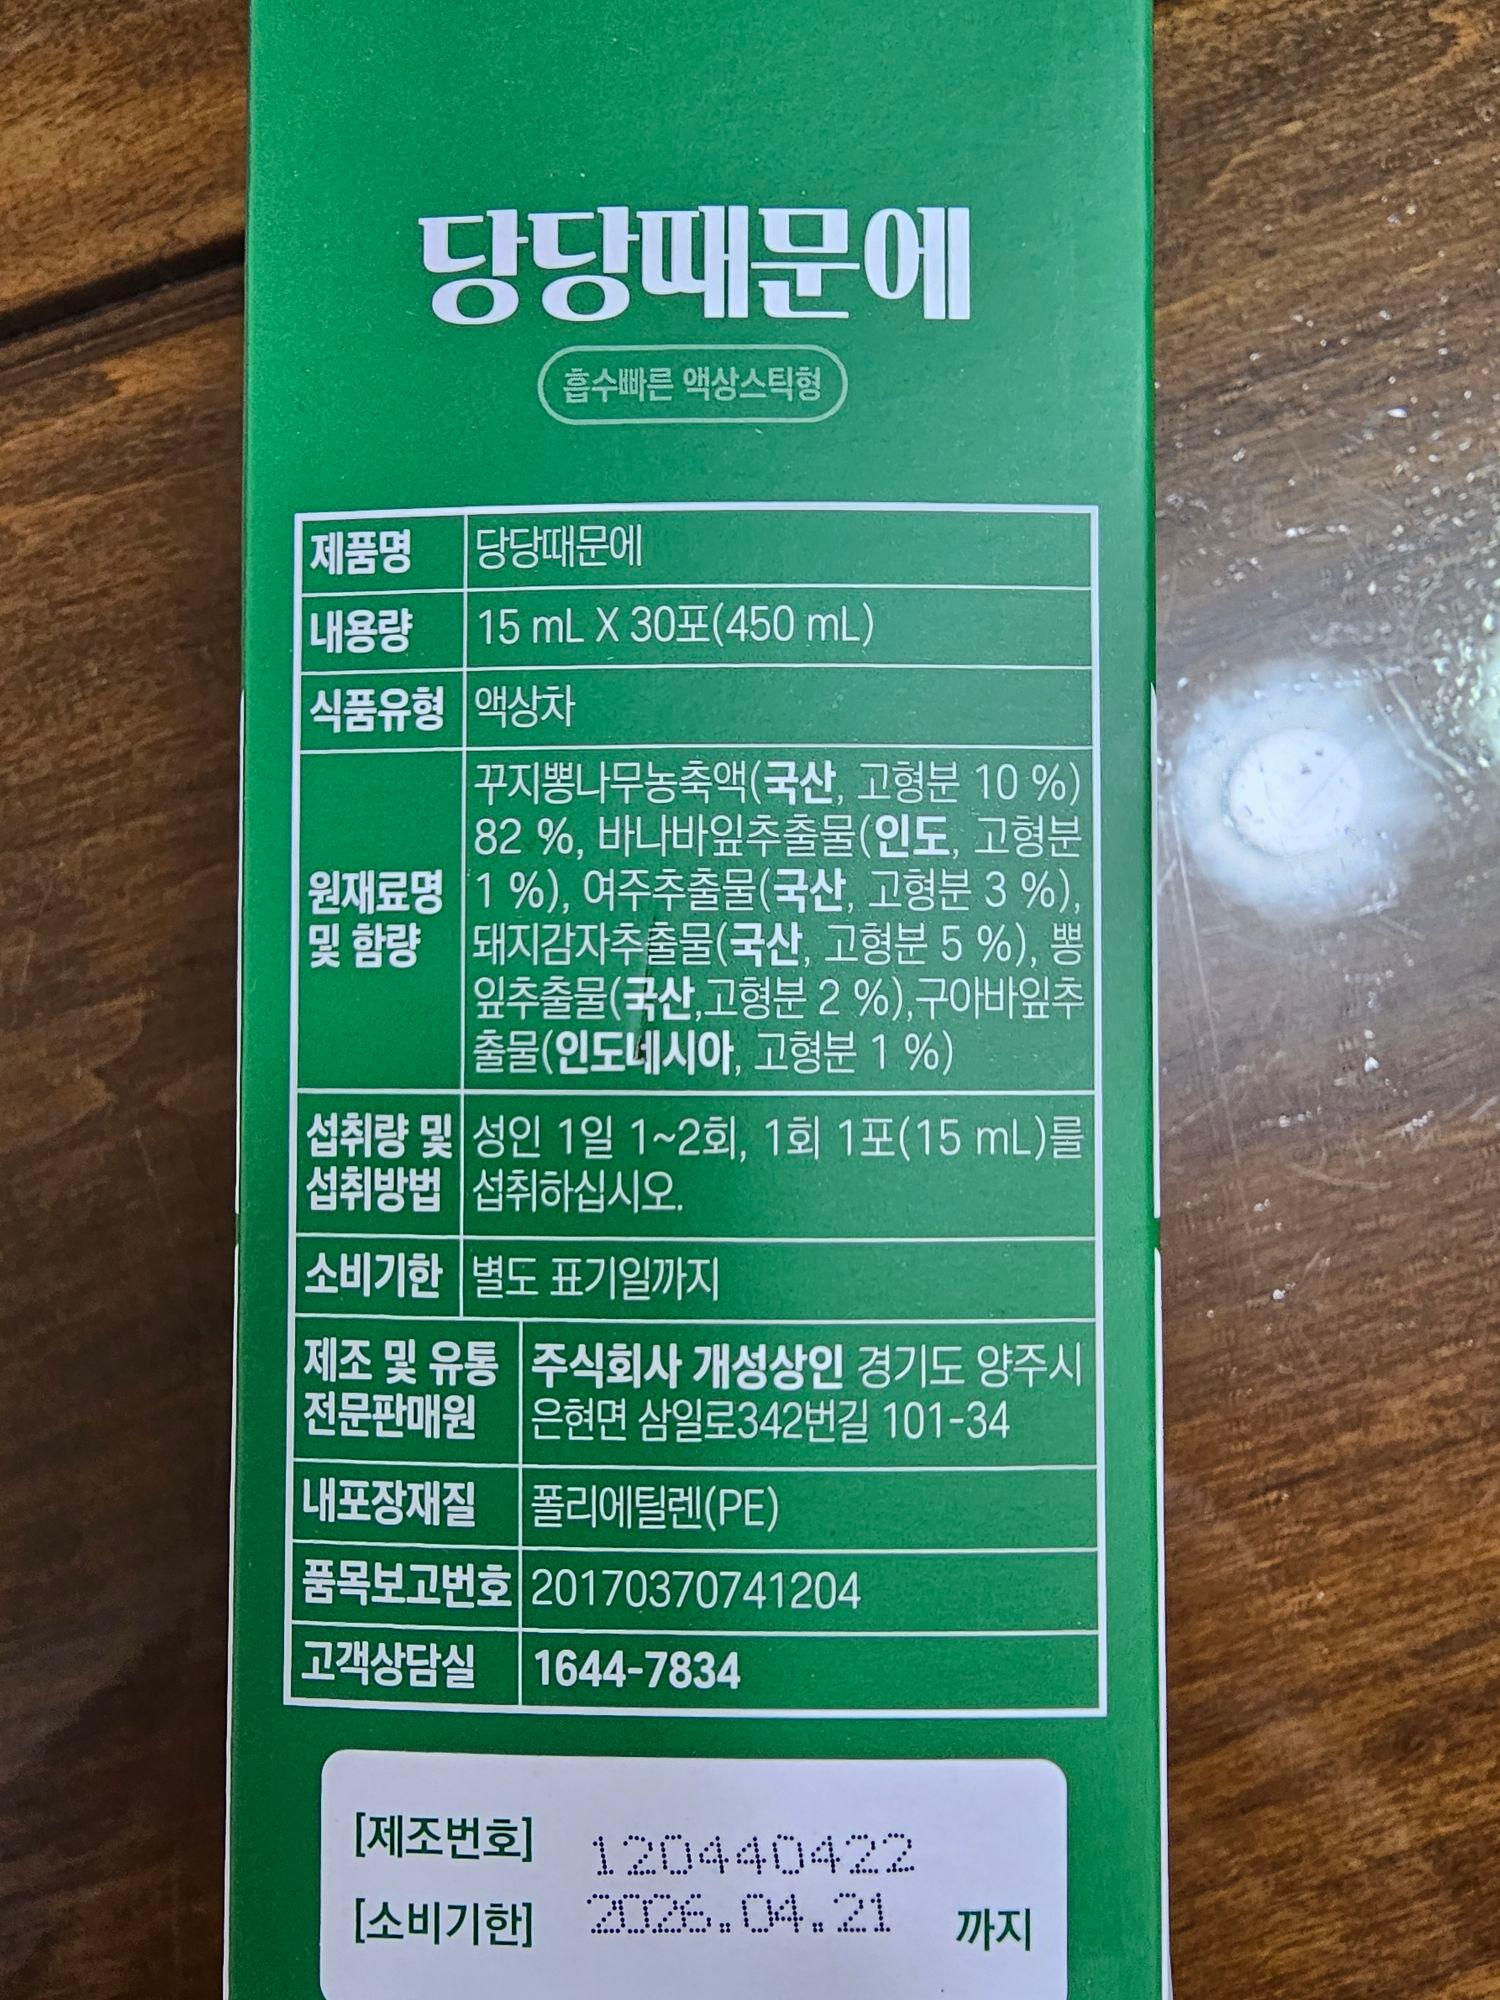 당당때문에
흡수빠른 액상스틱형
제품명 당당때문에
내용량 15 mL X 30포(450 mL)
식품유형 액상차
원재료명
및 함량
꾸지뽕나무농축액(국산, 고형분 10 %)
82 %, 바나바잎추출물(인도, 고형분
1 %), 여주추출물(국산, 고형분 3 %),
돼지감자추출물(국산, 고형분 5 %), 뽕
잎추출물(국산,고형분 2 %),구아바잎추
출물(인도네시아, 고형분 1 %)
섭취량 및
섭취방법
성인 1일 1~2회, 1회 1포(15 mL)를
섭취하십시오.
소비기한 별도 표기일까지
제조 및 유통
전문판매원
주식회사 개성상인 경기도 양주시
은현면 삼일로342번길 101-34
내포장재질 폴리에틸렌(PE)
품목보고번호 20170370741204
고객상담실 1644-7834
[제조번호] 120440422
[소비기한] 2026.04.21 까지